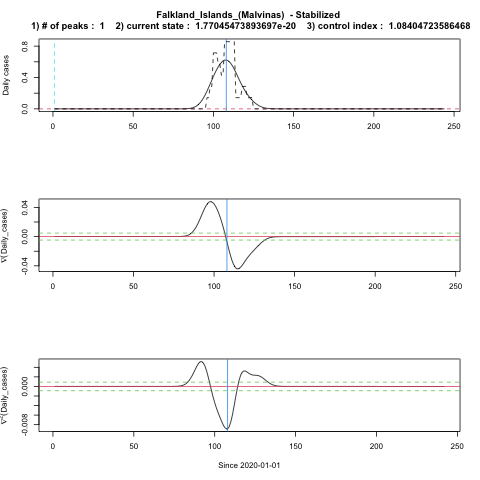 Falkland_Islands_(Malvinas)  - Stabilized
1) # of peaks :  1    2) current state :  1.77045473893697e-20    3) control index :  1.08404723586468
Daily cases
0.0 0.4 0.8
0 50 100 150 200 250
∇(Daily_cases)
-0.04 0.00 0.04
0 50 100 150 200 250
∇²(Daily_cases)
-0.008 0.000
0 50 100 150 200 250
Since 2020-01-01